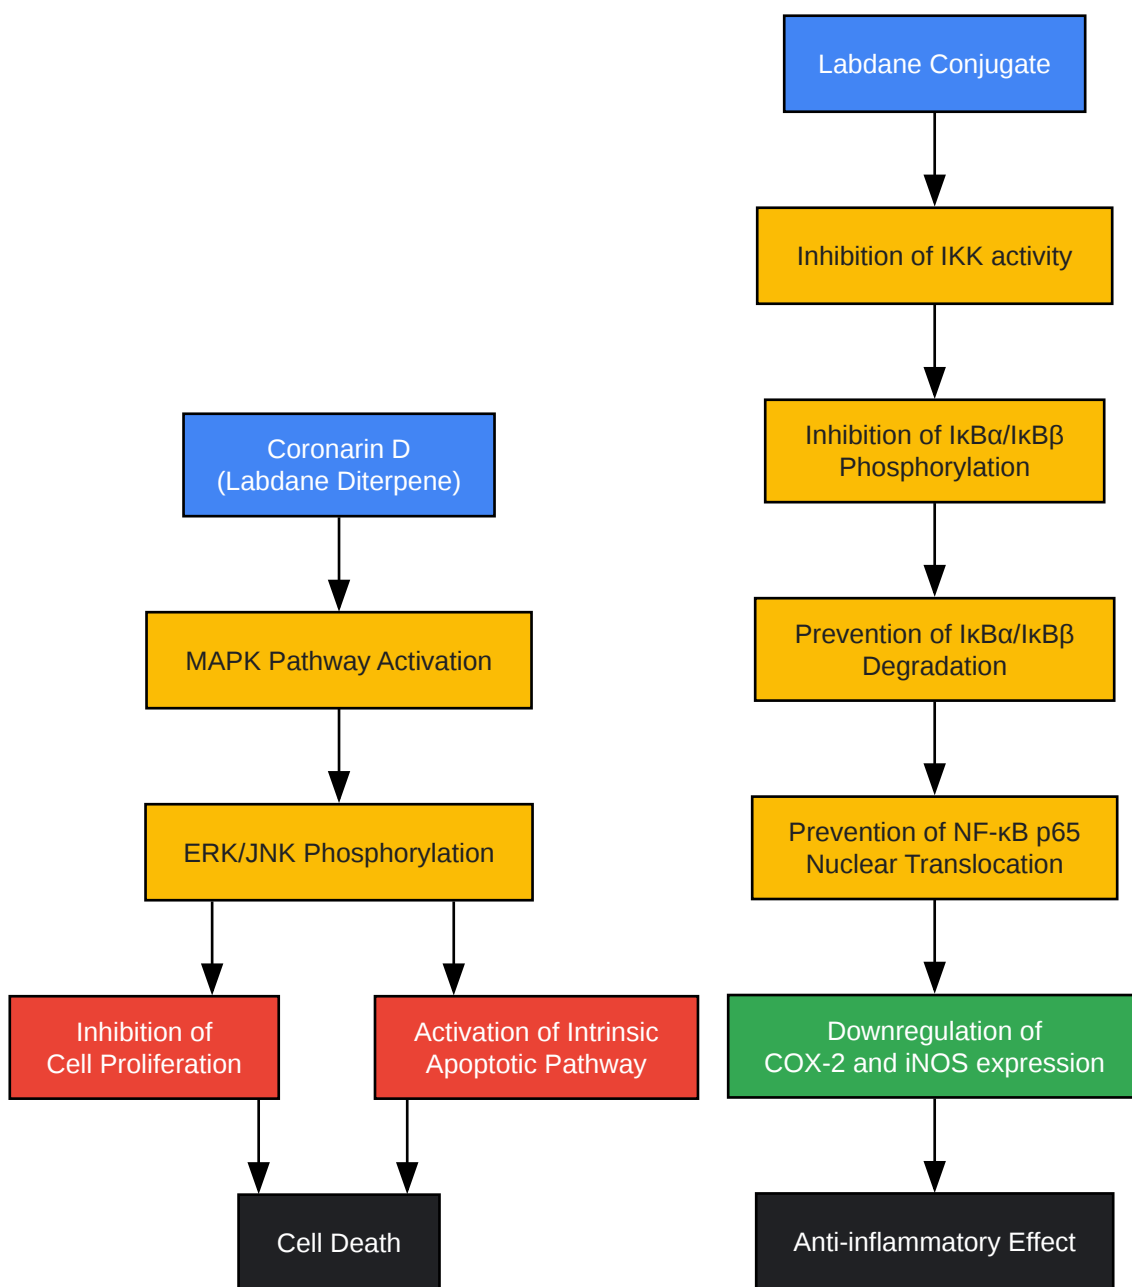 Labdane Conjugate
Inhibition of IKK activity
Inhibition of IκBα/IκBβ
Phosphorylation
Coronarin D
(Labdane Diterpene)
Prevention of IκBα/IκBβ
Degradation
MAPK Pathway Activation
Prevention of NF-κB p65
Nuclear Translocation
ERK/JNK Phosphorylation
Inhibition of
Cell Proliferation
Activation of Intrinsic
Apoptotic Pathway
Downregulation of
COX-2 and iNOS expression
Cell Death
Anti-inflammatory Effect